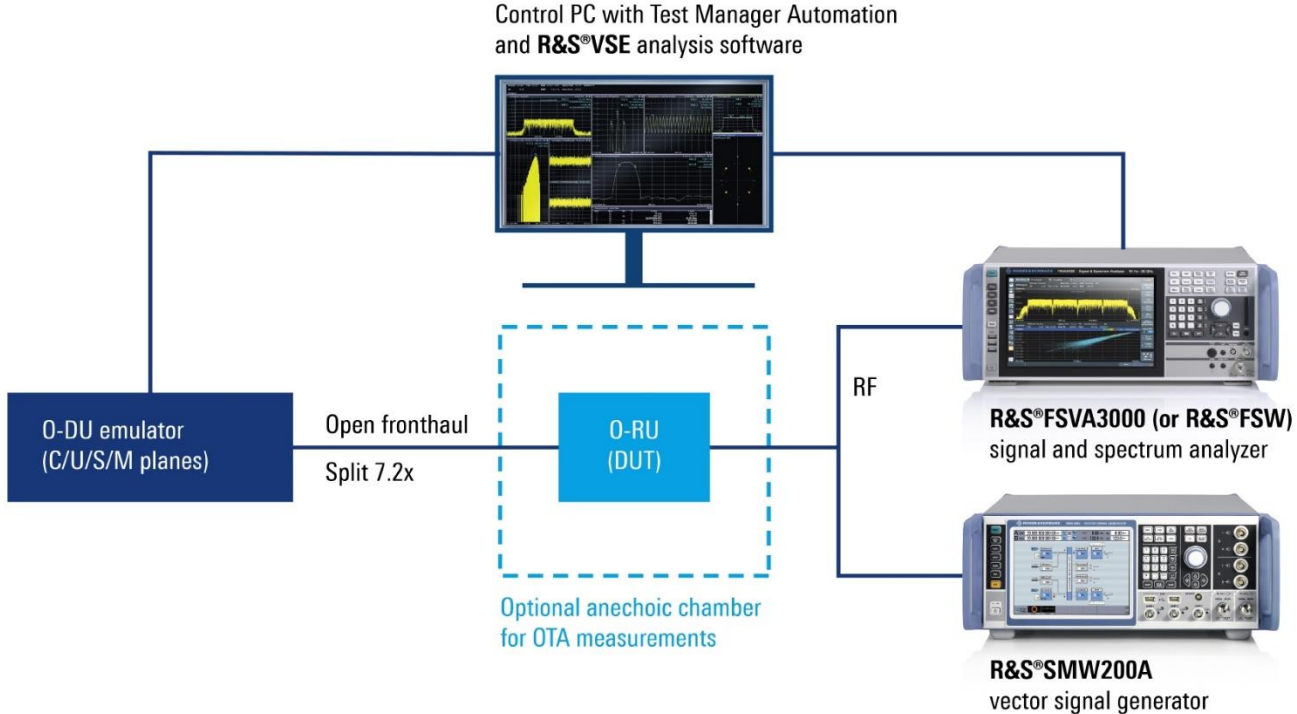 Control PC with Test Manager Automation
and R&S®VSE analysis software
O-DU emulator
(C/U/S/M planes)
Open fronthaul
Split 7.2x
O-RU
(DUT)
RF
Optional anechoic chamber
for OTA measurements
R&S®FSVA3000 (or R&S®FSW)
signal and spectrum analyzer
R&S®SMW200A
vector signal generator